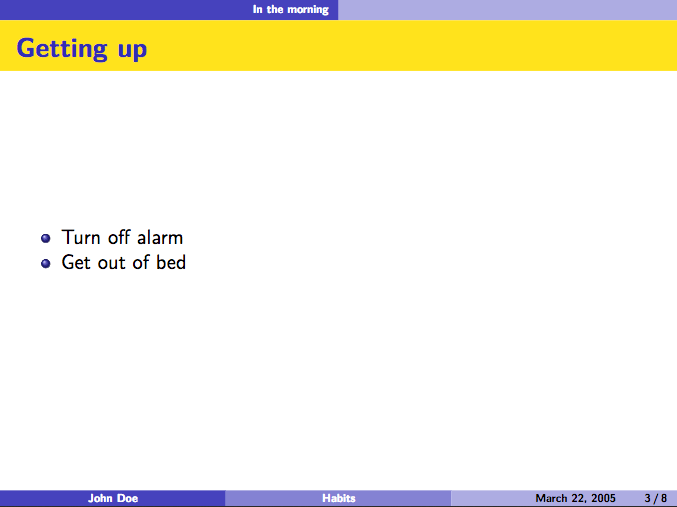 In the morning
Getting up
Turn off alarm
Get out of bed
John Doe Habits March 22, 2005 3 / 8